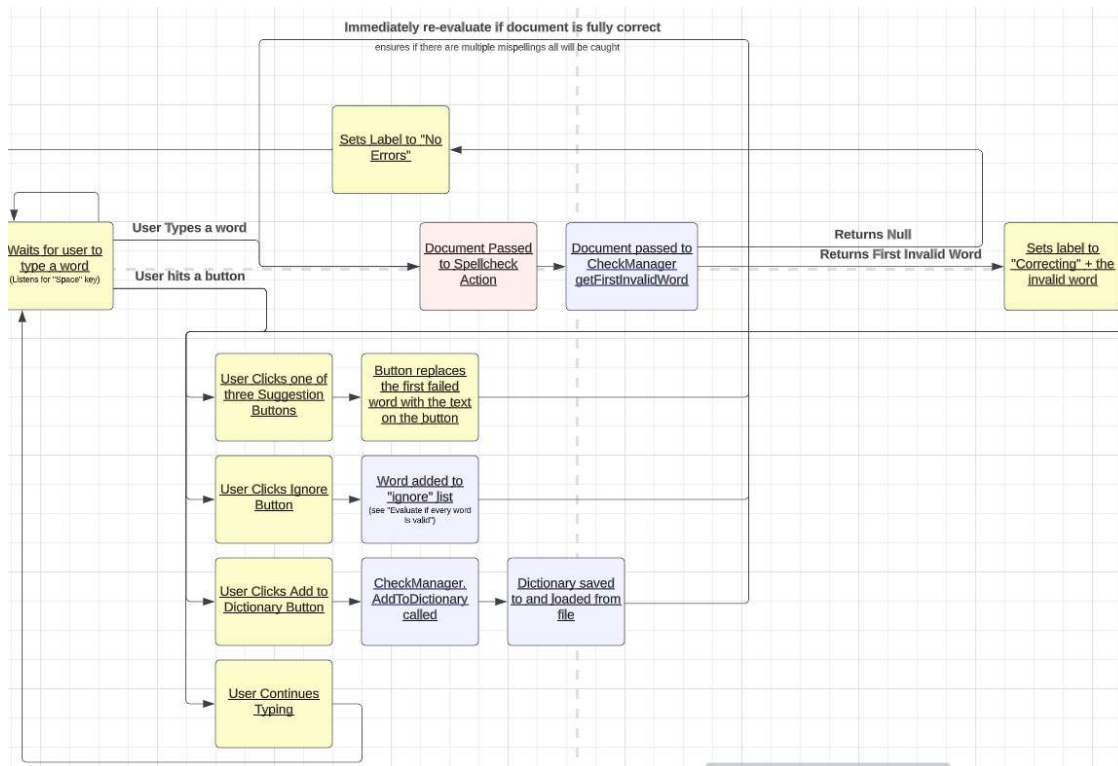 Immediately re-evaluate if document is fully correct
ensures if there are multiple mispellings all will be caught
Sets Label to "No
Errors"
Waits for user to
type a word
(Listens for "Space" key)
User Types a word
User hits a button
Document Passed
to Spellcheck
Action
Document passed to
CheckManager
getFirstInvalidWord
Returns Null
Returns First Invalid Word
Sets label to
"Correcting" + the
invalid word
User Clicks one of
three Suggestion
Buttons
Button replaces
the first failed
word with the text
on the button
User Clicks Ignore
Button
Word added to
"ignore" list
(see "Evaluate if every word
is valid")
User Clicks Add to
Dictionary Button
CheckManager.
AddToDictionary
called
Dictionary saved
to and loaded from
file
User Continues
Typing